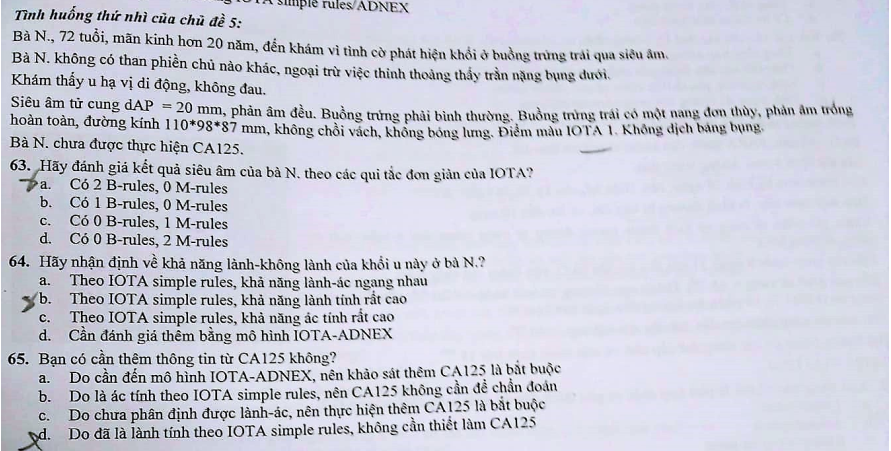 simple rules/ADNEX
Tình huống thứ nhì của chủ đề 5:
Bà N., 72 tuổi, mãn kinh hơn 20 năm, đến khám vì tình cờ phát hiện khối ở buồng trứng trái qua siêu âm.
Bà N. không có than phiền chủ nào khác, ngoại trừ việc thỉnh thoảng thấy trằn nặng bụng dưới.
Khám thấy u hạ vị di động, không đau.
Siêu âm tử cung dAP = 20 mm, phản âm đều. Buồng trứng phải bình thường. Buồng trứng trái có một nang đơn thùy, phản âm trống
hoàn toàn, đường kính 110*98*87 mm, không chồi vách, không bóng lưng. Điểm màu IOTA 1. Không dịch báng bụng.
Bà N. chưa được thực hiện CA125.
63. Hãy đánh giá kết quả siêu âm của bà N. theo các qui tắc đơn giản của IOTA?
a. Có 2 B-rules, 0 M-rules
b. Có 1 B-rules, 0 M-rules
c. Có 0 B-rules, 1 M-rules
d. Có 0 B-rules, 2 M-rules
64. Hãy nhận định về khả năng lành-không lành của khối u này ở bà N.?
a. Theo IOTA simple rules, khả năng lành-ác ngang nhau
b. Theo IOTA simple rules, khả năng lành tính rất cao
c. Theo IOTA simple rules, khả năng ác tính rất cao
d. Cần đánh giá thêm bằng mô hình IOTA-ADNEX
65. Bạn có cần thêm thông tin từ CA125 không?
a. Do cần đến mô hình IOTA-ADNEX, nên khảo sát thêm CA125 là bắt buộc
b. Do là ác tính theo IOTA simple rules, nên CA125 không cần để chẩn đoán
c. Do chưa phân định được lành-ác, nên thực hiện thêm CA125 là bắt buộc
d. Do đã là lành tính theo IOTA simple rules, không cần thiết làm CA125